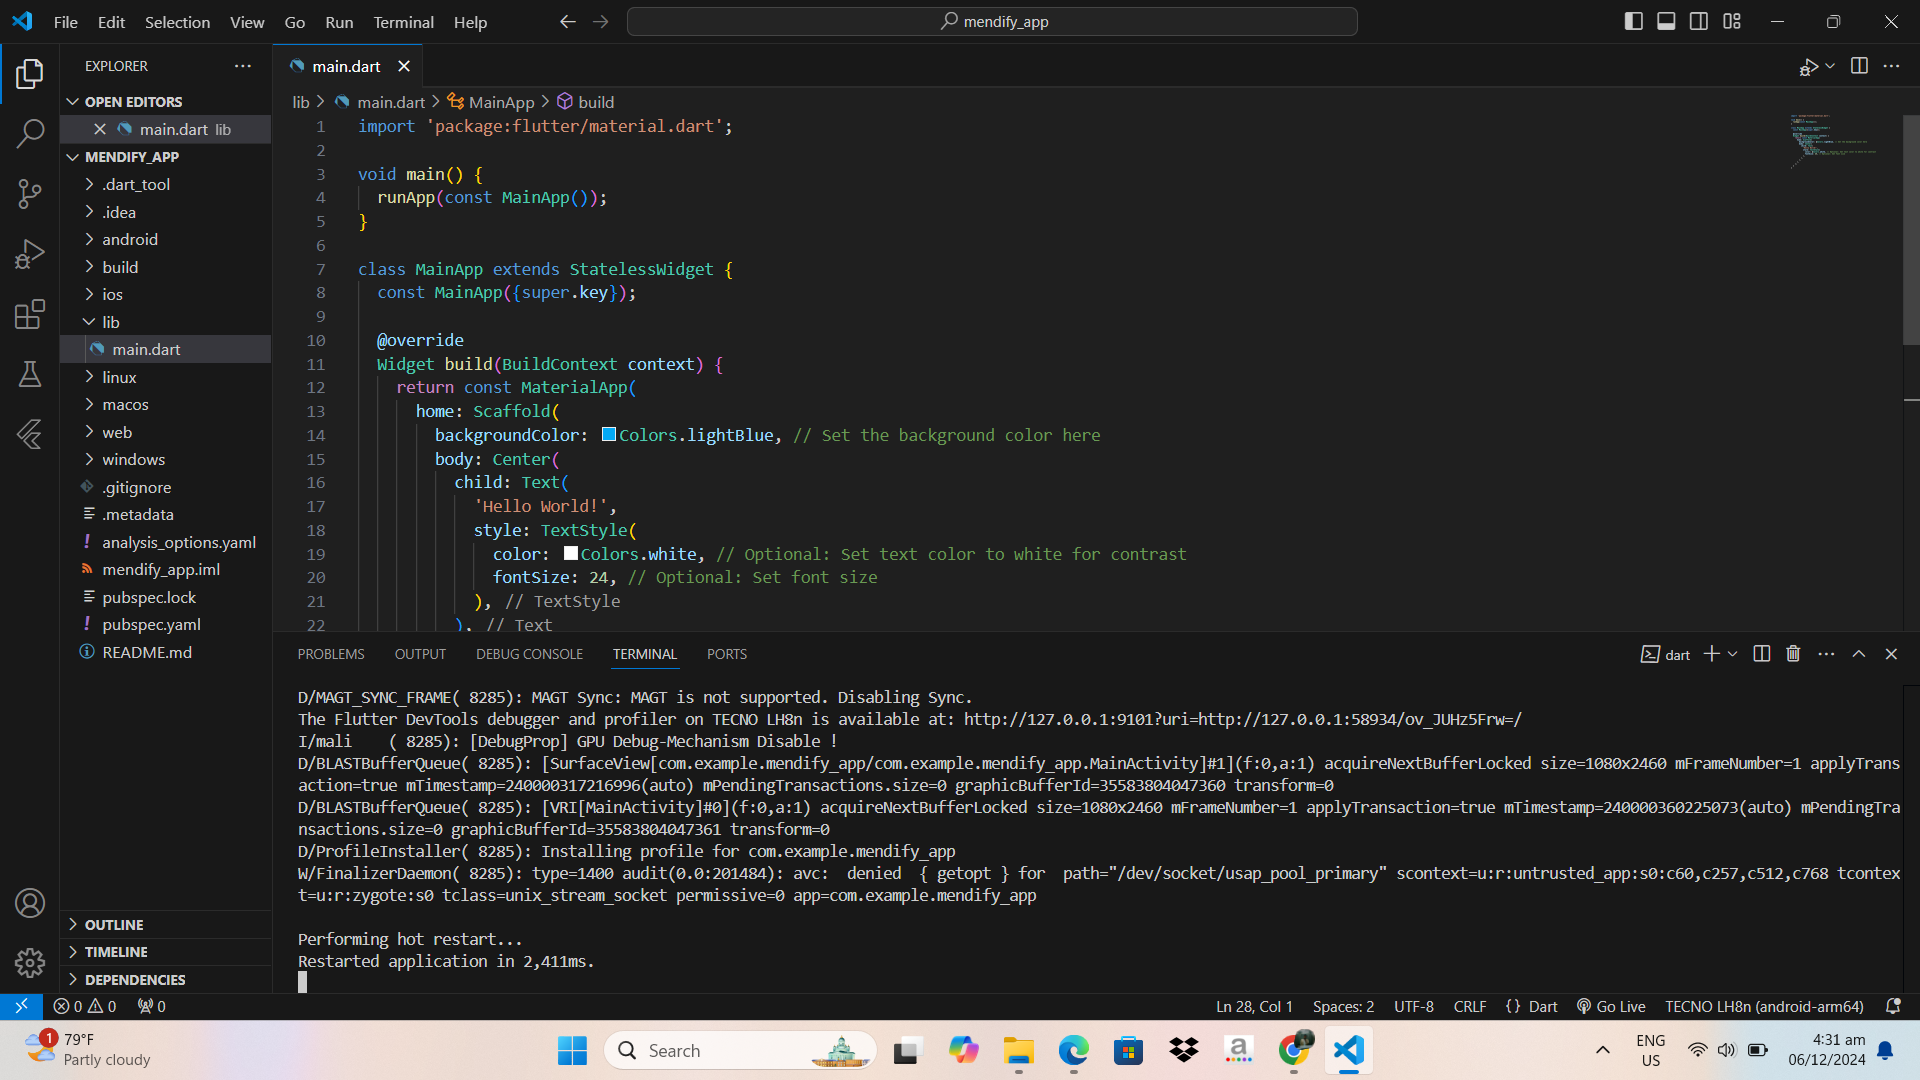 File Edit Selection View Go Run Terminal Help
mendify_app
EXPLORER
OPEN EDITORS
main.dart lib
MENDIFY_APP
.dart_tool
.idea
android
build
ios
lib
main.dart
linux
macos
web
windows
.gitignore
.metadata
analysis_options.yaml
mendify_app.iml
pubspec.lock
pubspec.yaml
README.md
OUTLINE
TIMELINE
DEPENDENCIES
main.dart
lib > main.dart > MainApp > build
1 import 'package:flutter/material.dart';
2
3 void main() {
4 runApp(const MainApp());
5 }
6
7 class MainApp extends StatelessWidget {
8 const MainApp({super.key});
9
10 @override
11 Widget build(BuildContext context) {
12 return const MaterialApp(
13 home: Scaffold(
14 backgroundColor: Colors.lightBlue, // Set the background color here
15 body: Center(
16 child: Text(
17 'Hello World!',
18 style: TextStyle(
19 color: Colors.white, // Optional: Set text color to white for contrast
20 fontSize: 24, // Optional: Set font size
21 ), // TextStyle
22 ), // Text
PROBLEMS OUTPUT DEBUG CONSOLE TERMINAL PORTS
dart
D/MAGT_SYNC_FRAME( 8285): MAGT Sync: MAGT is not supported. Disabling Sync.
The Flutter DevTools debugger and profiler on TECNO LH8n is available at: http://127.0.0.1:9101?uri=http://127.0.0.1:58934/ov_JUHz5Frw=/
I/mali    ( 8285): [DebugProp] GPU Debug-Mechanism Disable !
D/BLASTBufferQueue( 8285): [SurfaceView[com.example.mendify_app/com.example.mendify_app.MainActivity]#1](f:0,a:1) acquireNextBufferLocked size=1080x2460 mFrameNumber=1 applyTrans
action=true mTimestamp=240000317216996(auto) mPendingTransactions.size=0 graphicBufferId=35583804047360 transform=0
D/BLASTBufferQueue( 8285): [VRI[MainActivity]#0](f:0,a:1) acquireNextBufferLocked size=1080x2460 mFrameNumber=1 applyTransaction=true mTimestamp=240000360225073(auto) mPendingTra
nsactions.size=0 graphicBufferId=35583804047361 transform=0
D/ProfileInstaller( 8285): Installing profile for com.example.mendify_app
W/FinalizerDaemon( 8285): type=1400 audit(0.0:201484): avc:  denied  { getopt } for  path="/dev/socket/usap_pool_primary" scontext=u:r:untrusted_app:s0:c60,c257,c512,c768 tcontex
t=u:r:zygote:s0 tclass=unix_stream_socket permissive=0 app=com.example.mendify_app
Performing hot restart...
Restarted application in 2,411ms.
0 0 0
Ln 28, Col 1 Spaces: 2 UTF-8 CRLF {} Dart Go Live TECNO LH8n (android-arm64)
1
79°F
Partly cloudy
Search
a
ENG
US
4:31 am
06/12/2024